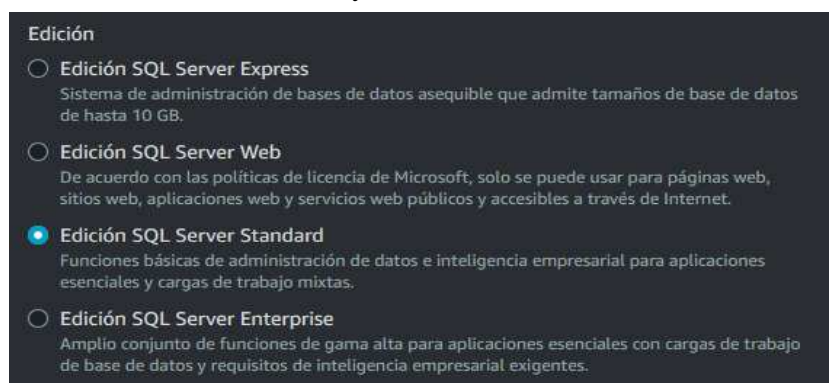 Edición
Edición SQL Server Express
Sistema de administración de bases de datos asequible que admite tamaños de base de datos
de hasta 10 GB.
Edición SQL Server Web
De acuerdo con las políticas de licencia de Microsoft, solo se puede usar para páginas web,
sitios web, aplicaciones web y servicios web públicos y accesibles a través de Internet.
Edición SQL Server Standard
Funciones básicas de administración de datos e inteligencia empresarial para aplicaciones
esenciales y cargas de trabajo mixtas.
Edición SQL Server Enterprise
Amplio conjunto de funciones de gama alta para aplicaciones esenciales con cargas de trabajo
de base de datos y requisitos de inteligencia empresarial exigentes.